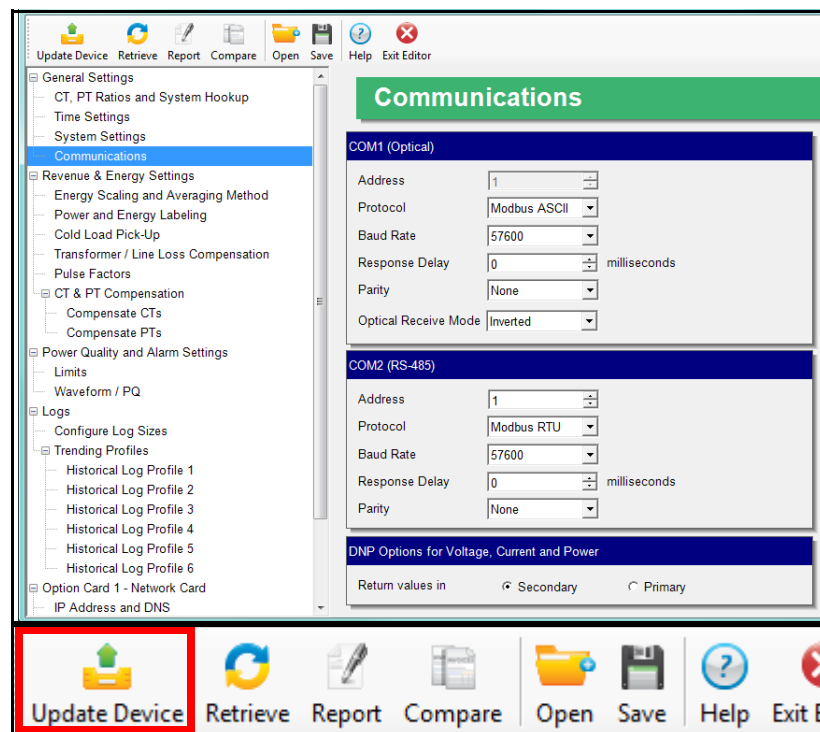 Update Device Retrieve Report Compare Open Save Help Exit Editor
General Settings
CT, PT Ratios and System Hookup
Time Settings
System Settings
Communications
Revenue & Energy Settings
Energy Scaling and Averaging Method
Power and Energy Labeling
Cold Load Pick-Up
Transformer / Line Loss Compensation
Pulse Factors
CT & PT Compensation
Compensate CTs
Compensate PTs
Power Quality and Alarm Settings
Limits
Waveform / PQ
Logs
Configure Log Sizes
Trending Profiles
Historical Log Profile 1
Historical Log Profile 2
Historical Log Profile 3
Historical Log Profile 4
Historical Log Profile 5
Historical Log Profile 6
Option Card 1 - Network Card
IP Address and DNS
Communications
COM1 (Optical)
Address 1
Protocol Modbus ASCII
Baud Rate 57600
Response Delay 0 milliseconds
Parity None
Optical Receive Mode Inverted
COM2 (RS-485)
Address 1
Protocol Modbus RTU
Baud Rate 57600
Response Delay 0 milliseconds
Parity None
DNP Options for Voltage, Current and Power
Return values in Secondary Primary
Update Device Retrieve Report Compare Open Save Help Exit E